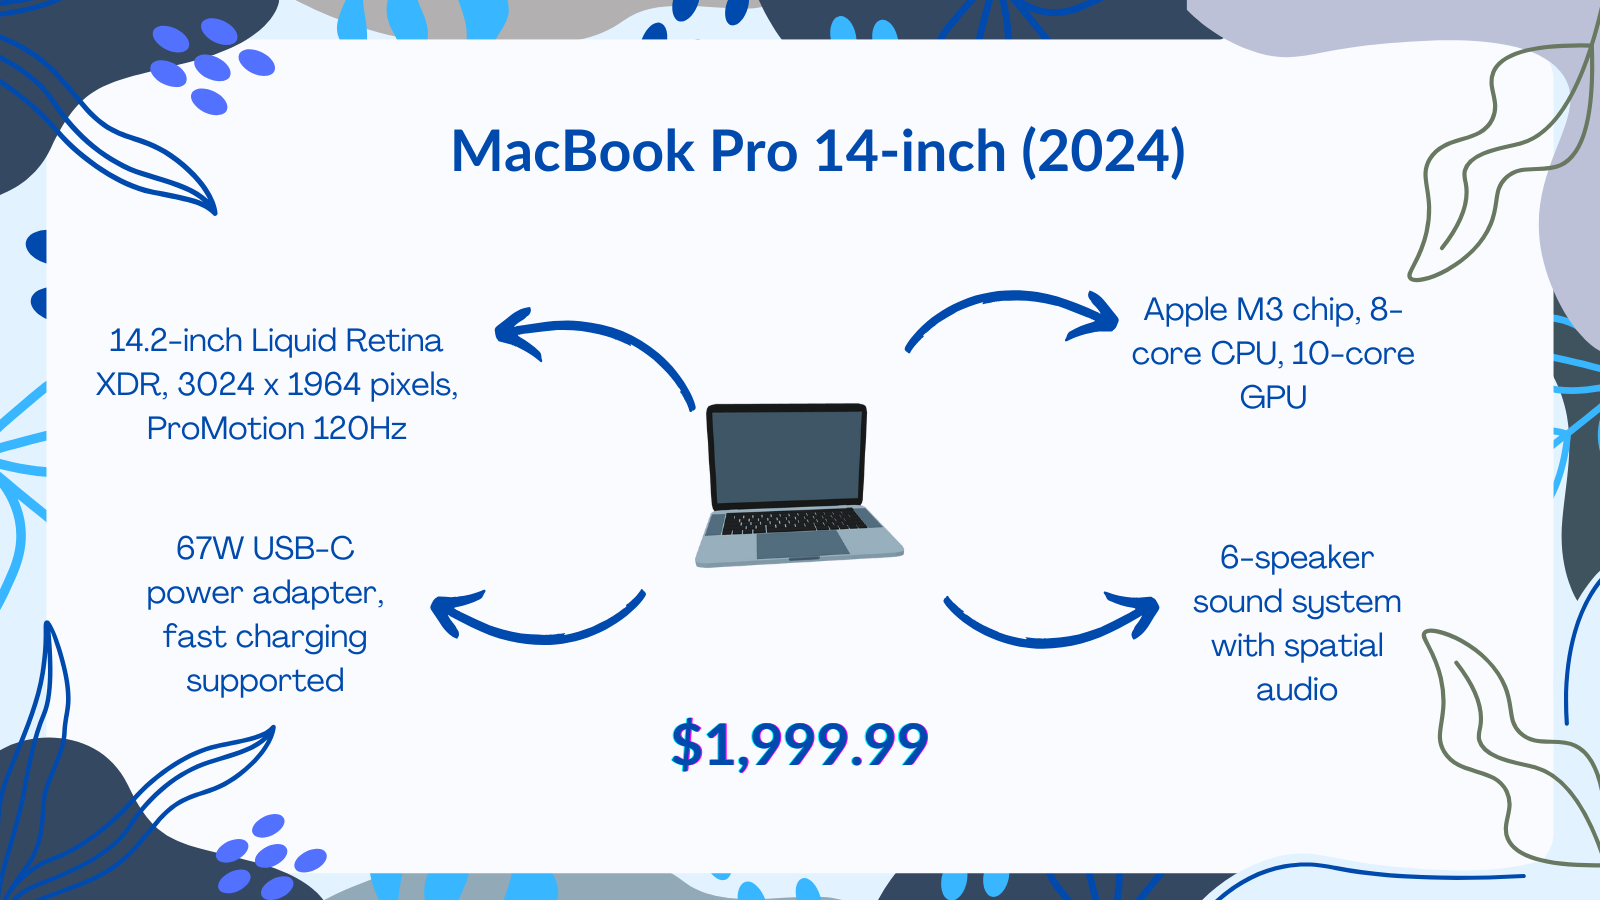 MacBook Pro 14-inch (2024)
14.2-inch Liquid Retina
XDR, 3024 x 1964 pixels,
ProMotion 120Hz
Apple M3 chip, 8-
core CPU, 10-core
GPU
67W USB-C
power adapter,
fast charging
supported
6-speaker
sound system
with spatial
audio
$1,999.99